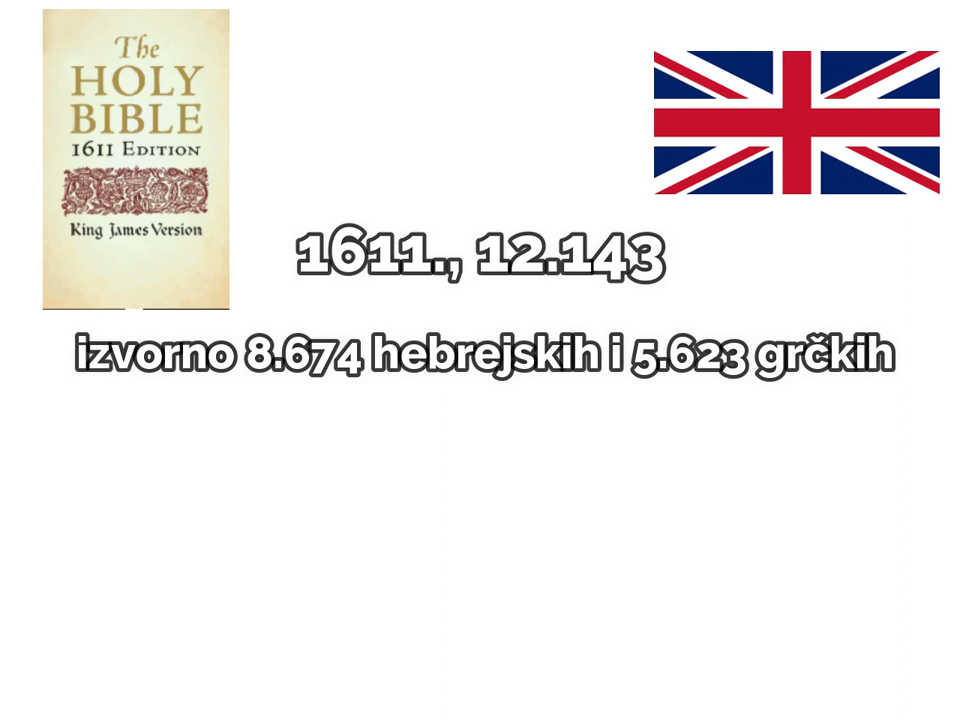 The
HOLY
BIBLE
1611 EDITION
King James Version
1611., 12.143
izvorno 8.674 hebrejskih i 5.623 grčkih